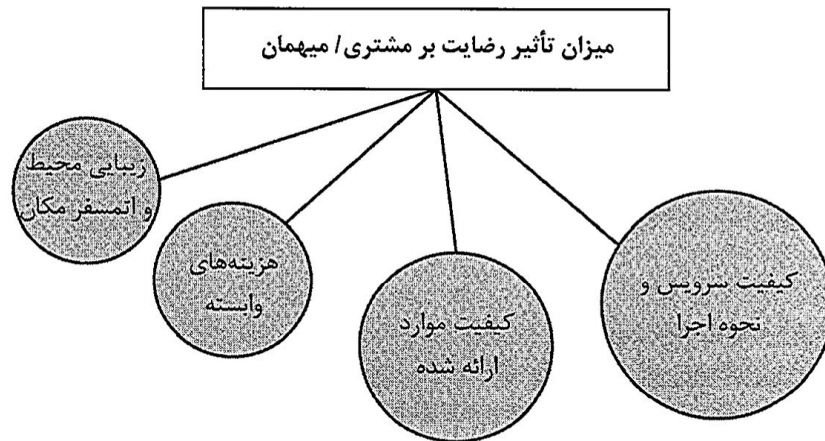 میزان تأثیر رضایت بر مشتری/ میهمان
کیفیت سرویس و
نحوه اجرا
کیفیت موارد
ارائه شده
هزینه‌های
وابسته
زیبایی محیط
و اتمسفر مکان